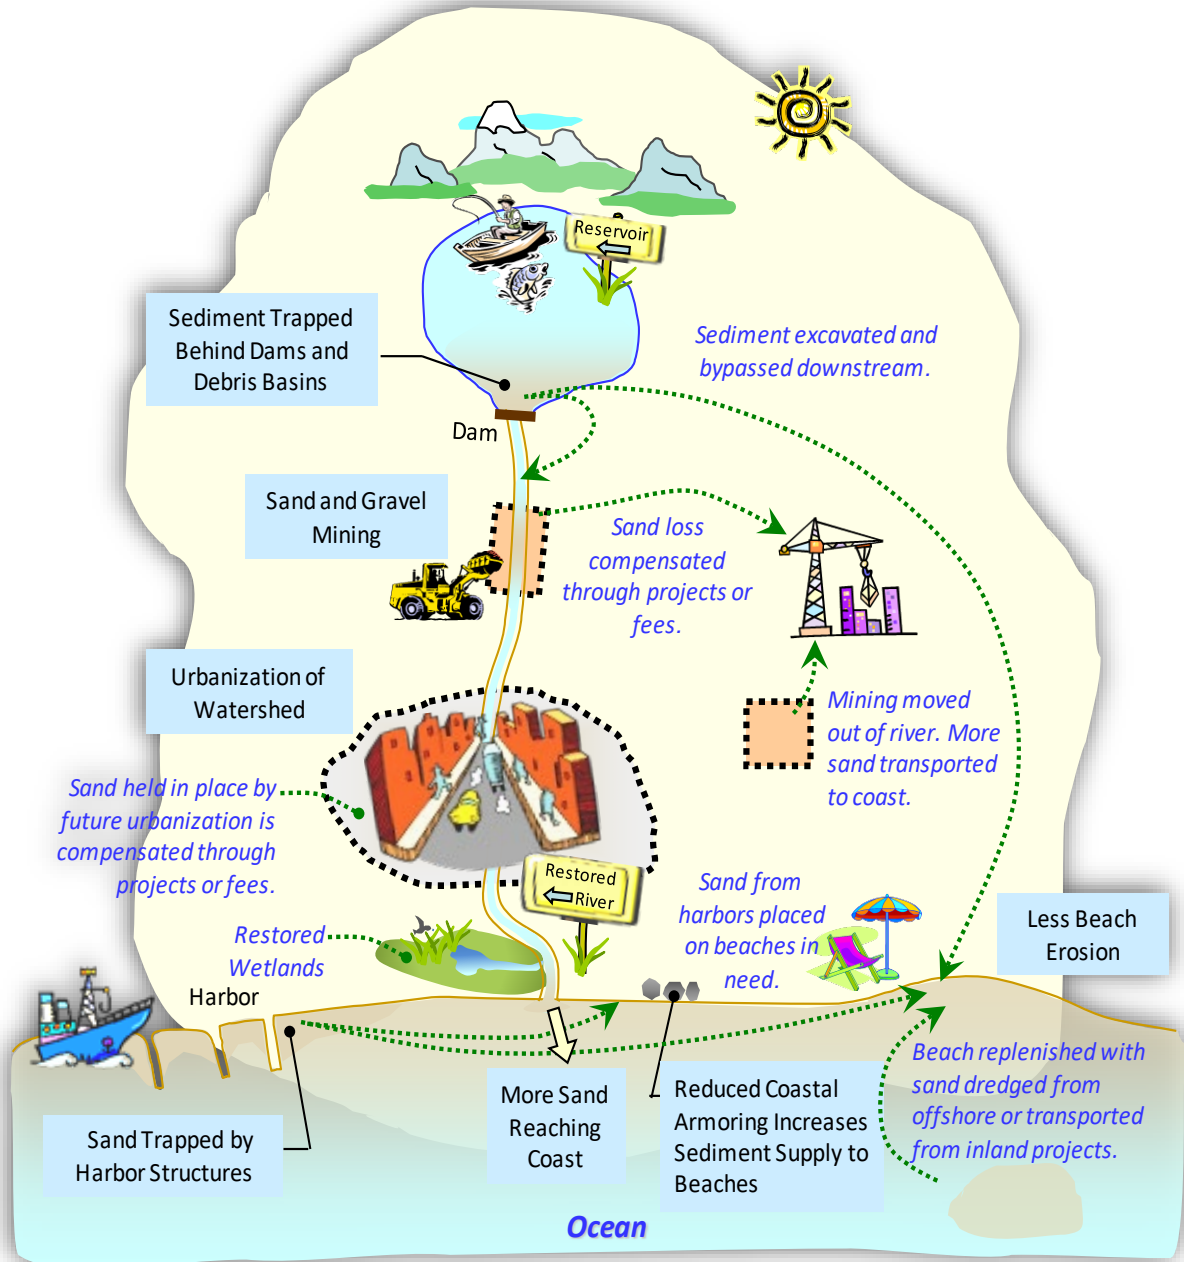 Reservoir
Sediment Trapped
Behind Dams and
Debris Basins
Sediment excavated and
bypassed downstream.
Dam
Sand and Gravel
Mining
Sand loss
compensated
through projects or
fees.
Urbanization of
Watershed
Mining moved
out of river. More
sand transported
to coast.
Sand held in place by
future urbanization is
compensated through
projects or fees.
Restored
River
Sand from
harbors placed
on beaches in
need.
Less Beach
Erosion
Restored
Wetlands
Harbor
Beach replenished with
sand dredged from
offshore or transported
from inland projects.
More Sand
Reaching
Coast
Reduced Coastal
Armoring Increases
Sediment Supply to
Beaches
Sand Trapped by
Harbor Structures
Ocean